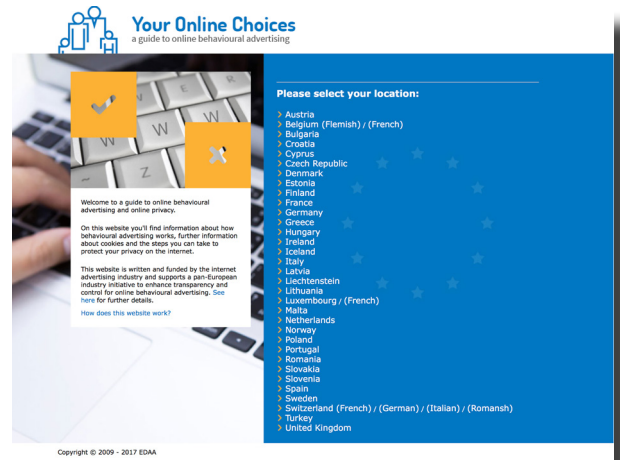 Your Online Choices
a guide to online behavioural advertising
E
R
W
W
W
Z
Welcome to a guide to online behavioural
advertising and online privacy.
On this website you'll find information about how
behavioural advertising works, further information
about cookies and the steps you can take to
protect your privacy on the internet.
This website is written and funded by the internet
advertising industry and supports a pan-European
industry initiative to enhance transparency and
control for online behavioural advertising. See
here for further details.
How does this website work?
Please select your location:
> Austria
> Belgium (Flemish) / (French)
> Bulgaria
> Croatia
> Cyprus
> Czech Republic
> Denmark
> Estonia
> Finland
> France
> Germany
> Greece
> Hungary
> Ireland
> Iceland
> Italy
> Latvia
> Liechtenstein
> Lithuania
> Luxembourg / (French)
> Malta
> Netherlands
> Norway
> Poland
> Portugal
> Romania
> Slovakia
> Slovenia
> Spain
> Sweden
> Switzerland (French) / (German) / (Italian) / (Romansh)
> Turkey
> United Kingdom
Copyright © 2009 - 2017 EDAA